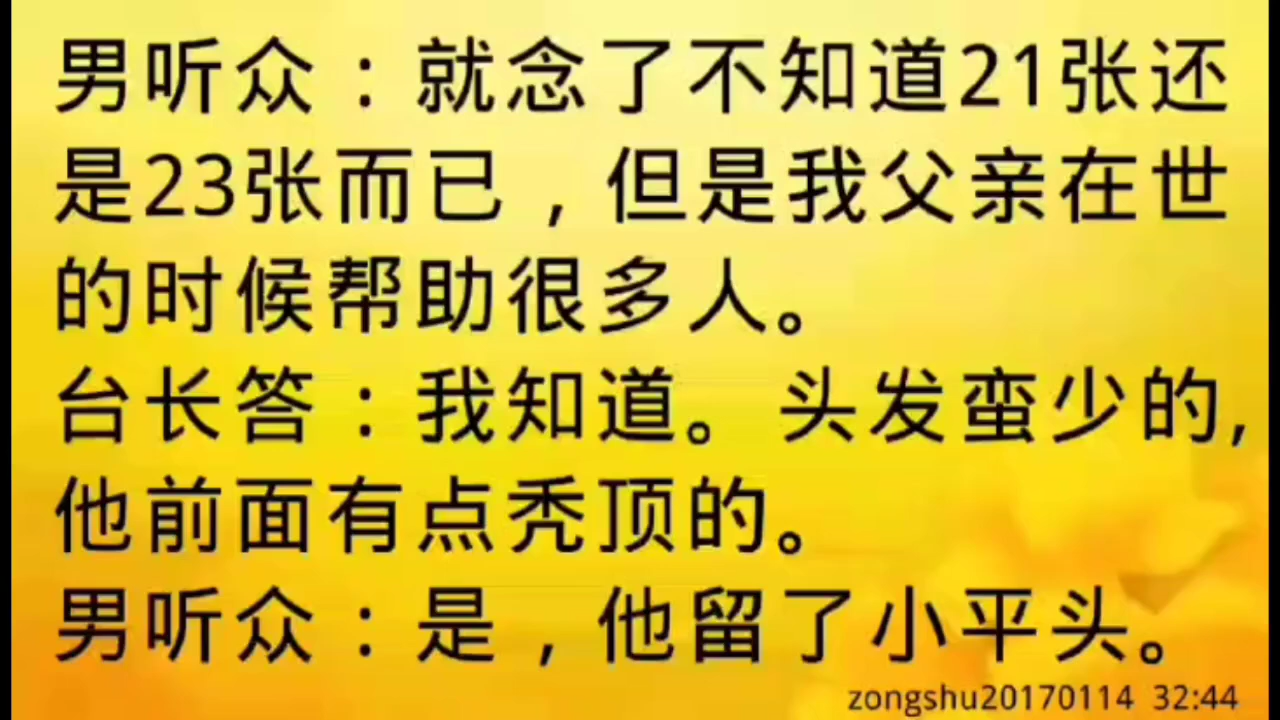 男听众：就念了不知道21张还
是23张而已，但是我父亲在世
的时候帮助很多人。
台长答：我知道。头发蛮少的,
他前面有点秃顶的。
男听众：是，他留了小平头。
zongshu20170114 32:44